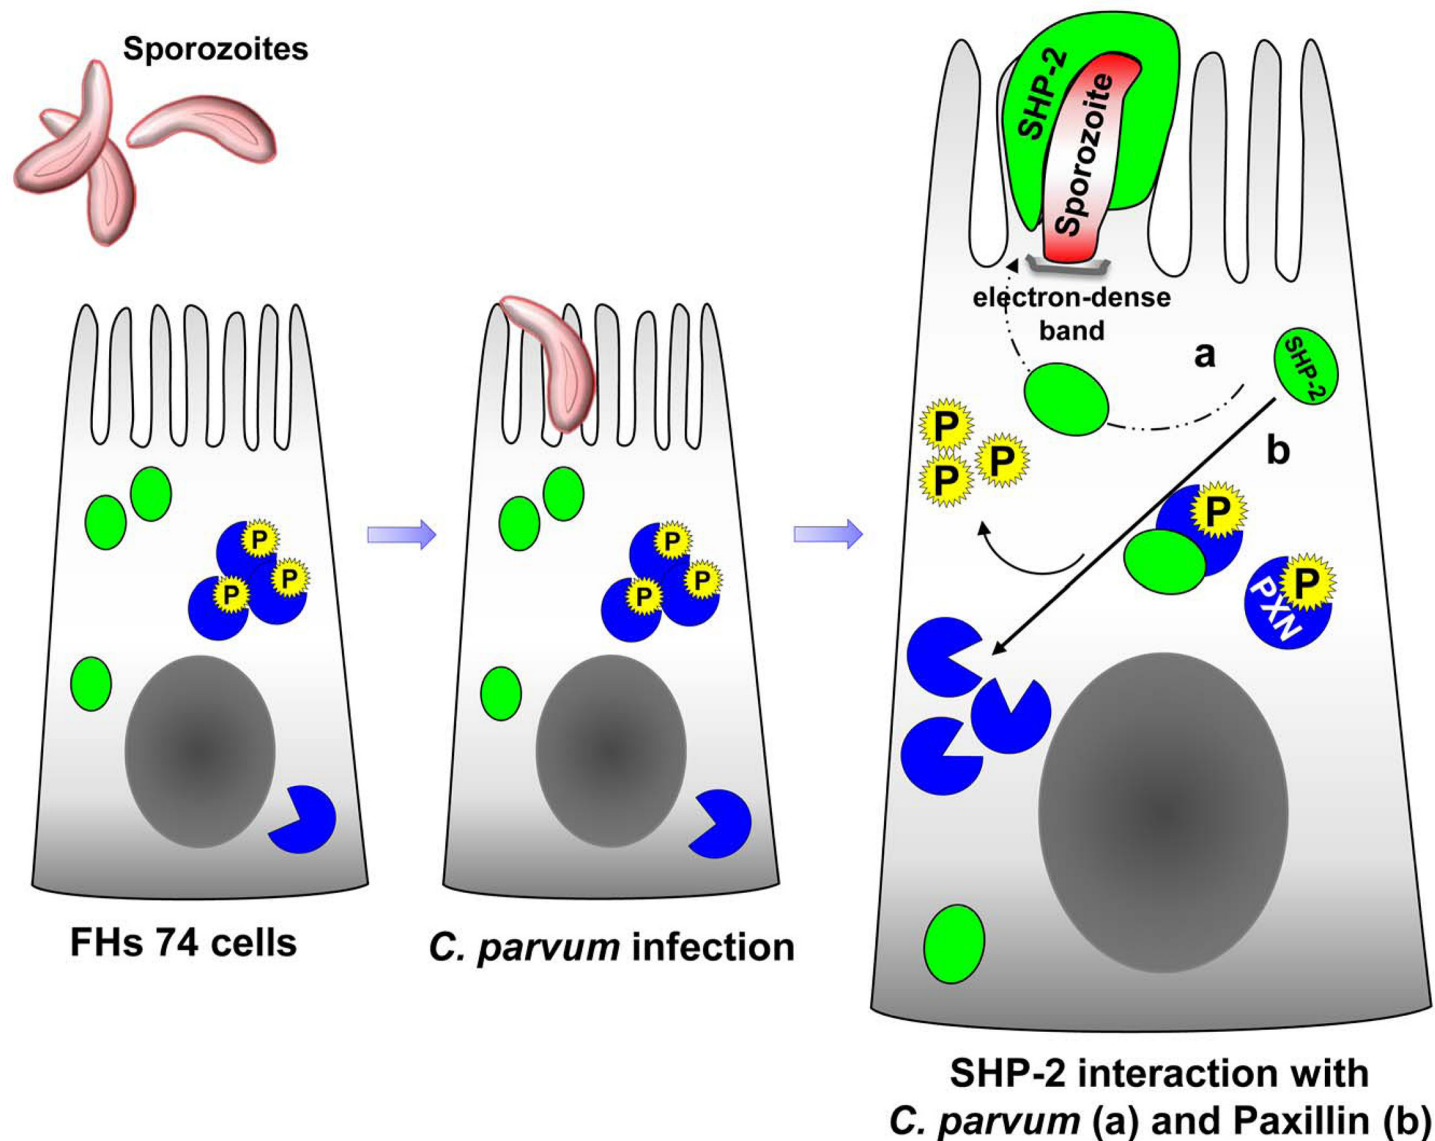 Sporozoites
SHP-2
Sporozoite
electron-dense
band
a
SHP-2
b
P
P
P
P
P
PXN
P
P
P
P
P
P
FHs 74 cells
C. parvum infection
SHP-2 interaction with
C. parvum (a) and Paxillin (b)